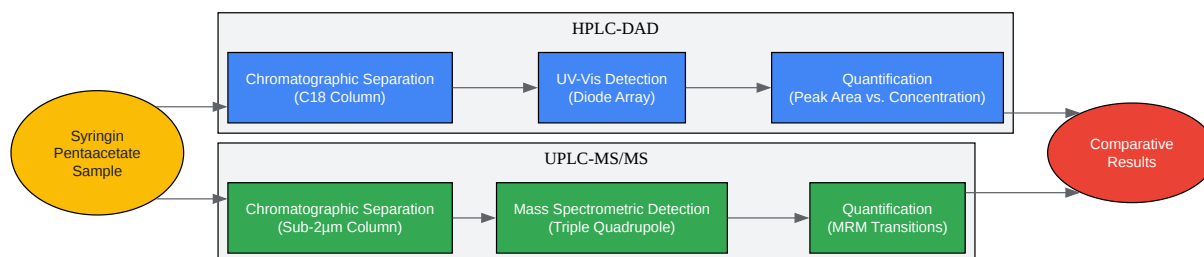 Syringin
Pentaacetate
Sample
HPLC-DAD
Chromatographic Separation
(C18 Column)
UV-Vis Detection
(Diode Array)
Quantification
(Peak Area vs. Concentration)
UPLC-MS/MS
Chromatographic Separation
(Sub-2µm Column)
Mass Spectrometric Detection
(Triple Quadrupole)
Quantification
(MRM Transitions)
Comparative
Results